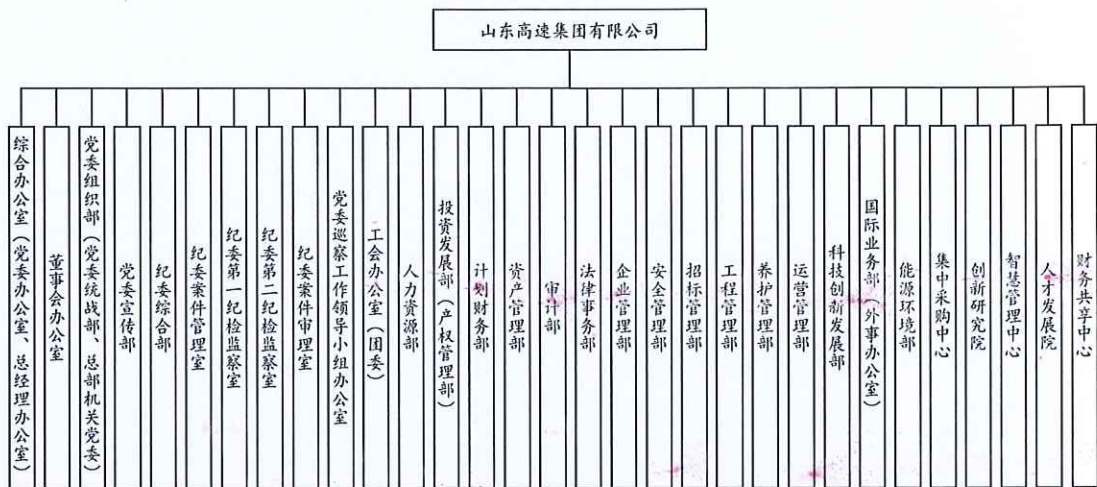 山东高速集团有限公司
综合办公室（党委办公室、总经理办公室）
董事会办公室
党委组织部（党委统战部、总部机关党委）
党委宣传部
纪委综合部
纪委案件管理室
纪委第一纪检监察室
纪委第二纪检监察室
纪委案件审理室
党委巡察工作领导小组办公室
工会办公室（团委）
人力资源部
投资发展部（产权管理部）
计划财务部
资产管理部
审计部
法律事务部
企业管理部
安全管理部
招标管理部
工程管理部
养护管理部
运营管理部
科技创新发展部
国际业务部（外事办公室）
能源环境部
集中采购中心
创新研究院
智慧管理中心
人才发展院
财务共享中心